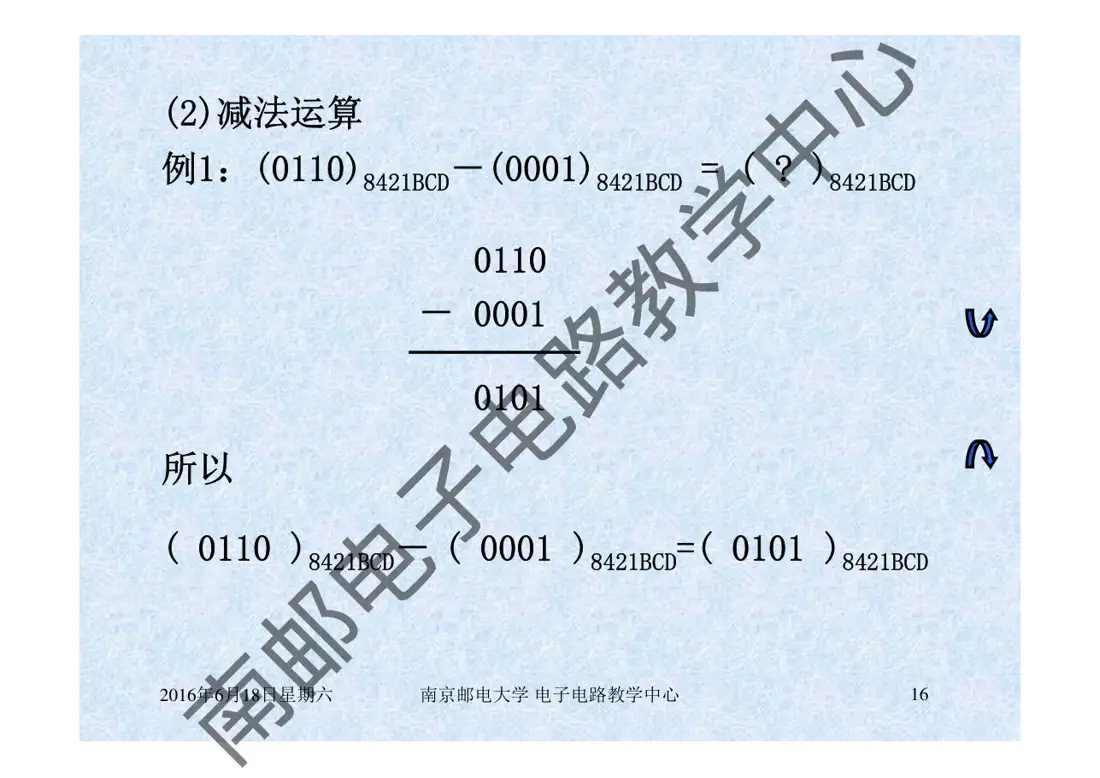 (2)减法运算
例1：(0110)8421BCD－(0001)8421BCD = ( ? )8421BCD
0110
－ 0001
0101
所以
( 0110 )8421BCD－ ( 0001 )8421BCD=( 0101 )8421BCD
2016年6月18日星期六 南京邮电大学 电子电路教学中心 16
南邮电子电路教学中心